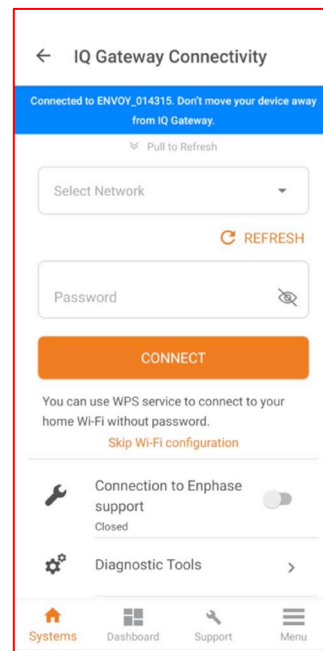 IQ Gateway Connectivity
Connected to ENVOY_014315. Don't move your device away
from IQ Gateway.
Pull to Refresh
Select Network
REFRESH
Password
CONNECT
You can use WPS service to connect to your
home Wi-Fi without password.
Skip Wi-Fi configuration
Connection to Enphase
support
Closed
Diagnostic Tools
Systems Dashboard Support Menu